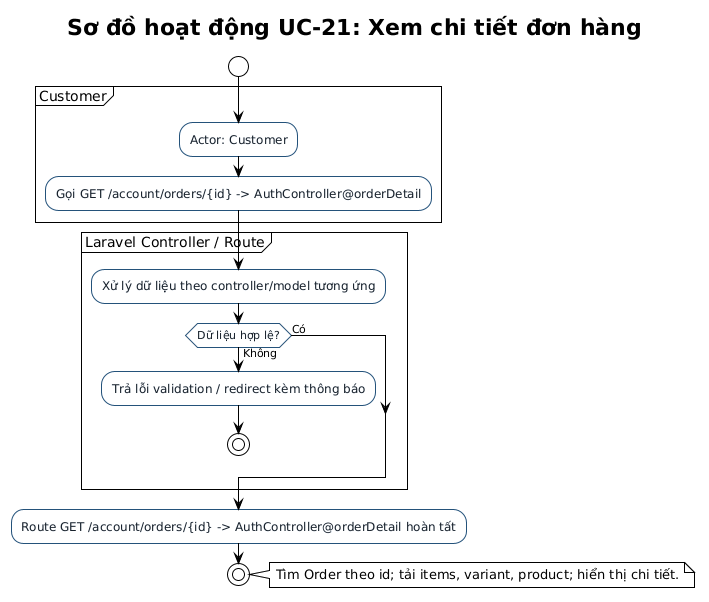 Sơ đồ hoạt động UC-21: Xem chi tiết đơn hàng
Customer
Actor: Customer
Gọi GET /account/orders/{id} -> AuthController@orderDetail
Laravel Controller / Route
Xử lý dữ liệu theo controller/model tương ứng
Dữ liệu hợp lệ?
Có
Không
Trả lỗi validation / redirect kèm thông báo
Route GET /account/orders/{id} -> AuthController@orderDetail hoàn tất
Tìm Order theo id; tải items, variant, product; hiển thị chi tiết.